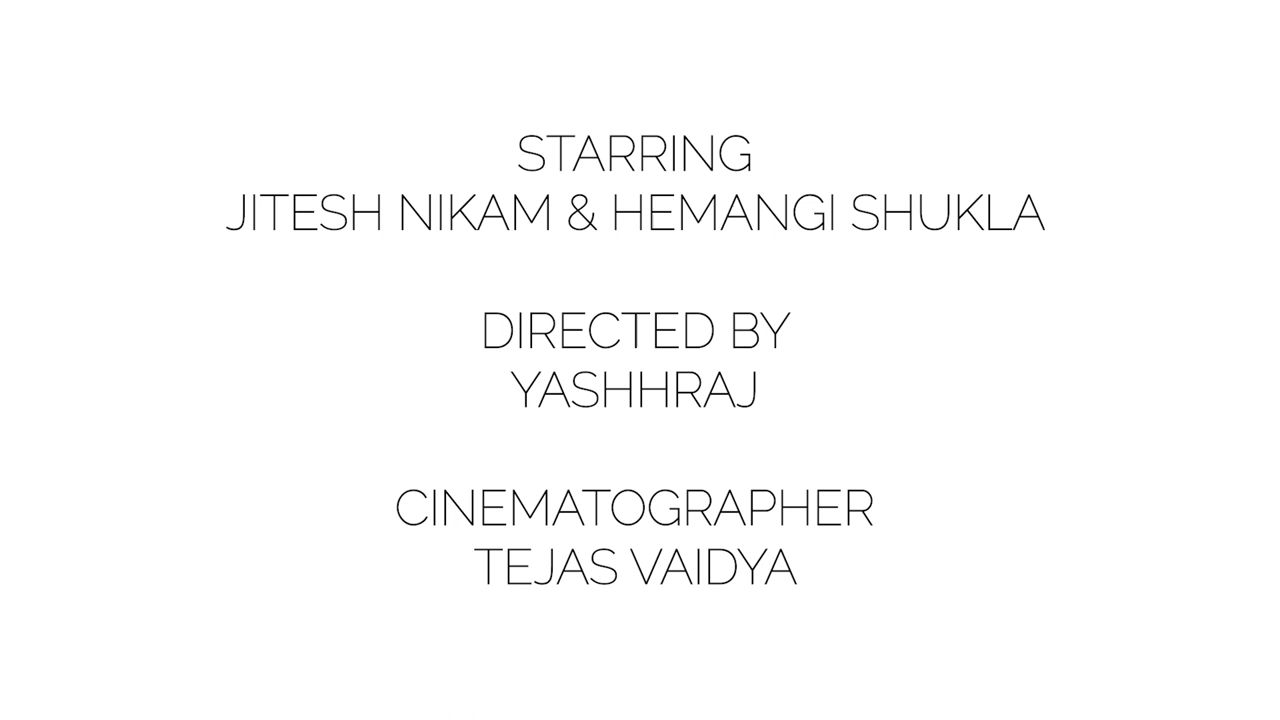 STARRING
JITESH NIKAM & HEMANGI SHUKLA
DIRECTED BY
YASHHRAJ
CINEMATOGRAPHER
TEJAS VAIDYA